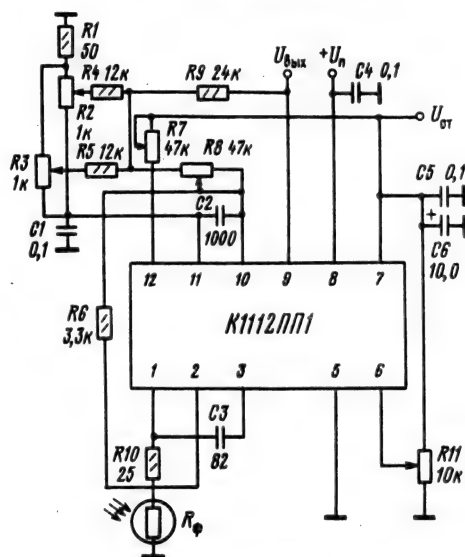 R1
50
R4 12к
R9 24к
Uвых
+Uп
C4 0,1
R2
1к
R7
47к
R8 47к
Uст
R3
1к
R5 12к
C2
1000
C5 0,1
+
C6
10,0
C1
0,1
12 11 10 9 8 7
R6
3,3к
К1112ПП1
1 2 3 5 6
C3
82
R10
25
R11
10к
Rф